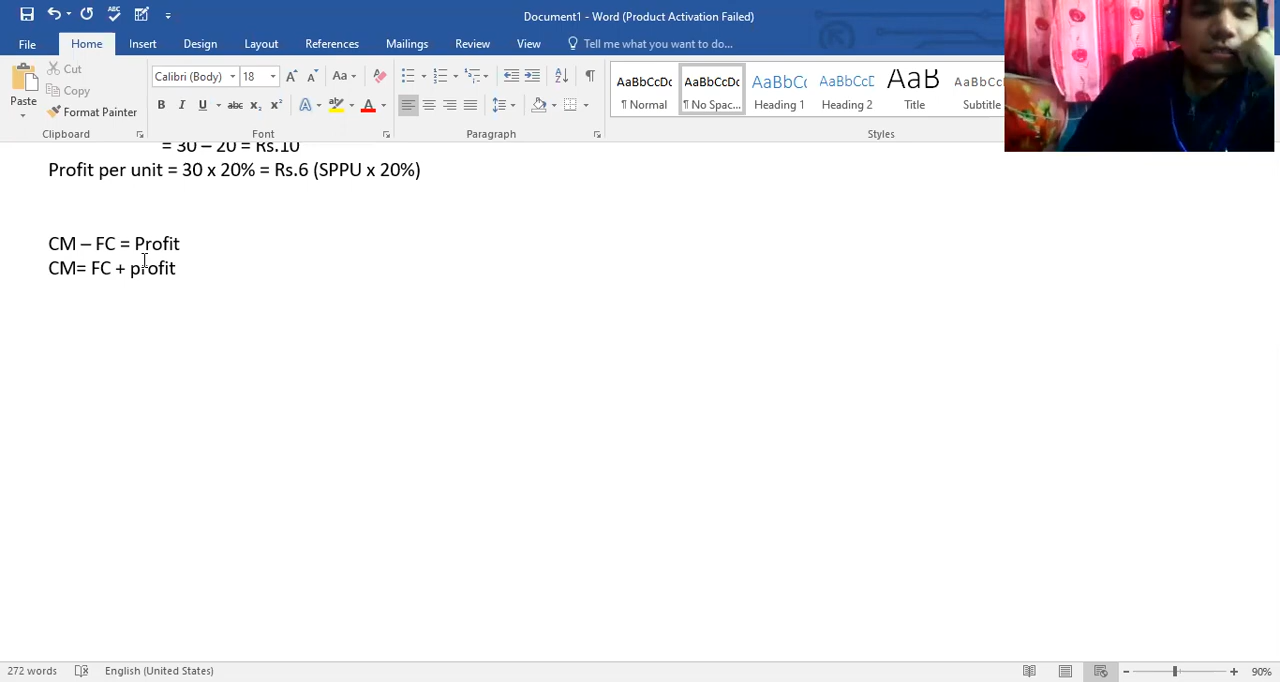 Document1 - Word (Product Activation Failed)
File Home Insert Design Layout References Mailings Review View Tell me what you want to do...
Paste
Cut
Copy
Format Painter
Clipboard
Calibri (Body) 18
Font
Paragraph
AaBbCcDc AaBbCcDc AaBbC AaBbCcD AaB AaBbCcD
¶ Normal ¶ No Spac... Heading 1 Heading 2 Title Subtitle
Styles
= 30 – 20 = Rs.10
Profit per unit = 30 x 20% = Rs.6 (SPPU x 20%)
CM – FC = Profit
CM= FC + profit
272 words English (United States) 90%